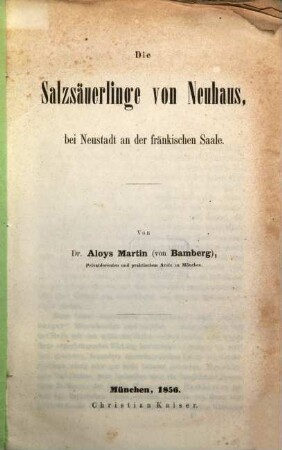 Die
Salzsäuerlinge von Neuhaus,
bei Neustadt an der fränkischen Saale.
Von
Dr. Aloys Martin (von Bamberg),
Privatdocenten und praktischem Arzte zu München.
München, 1856.
Christian Kaiser.